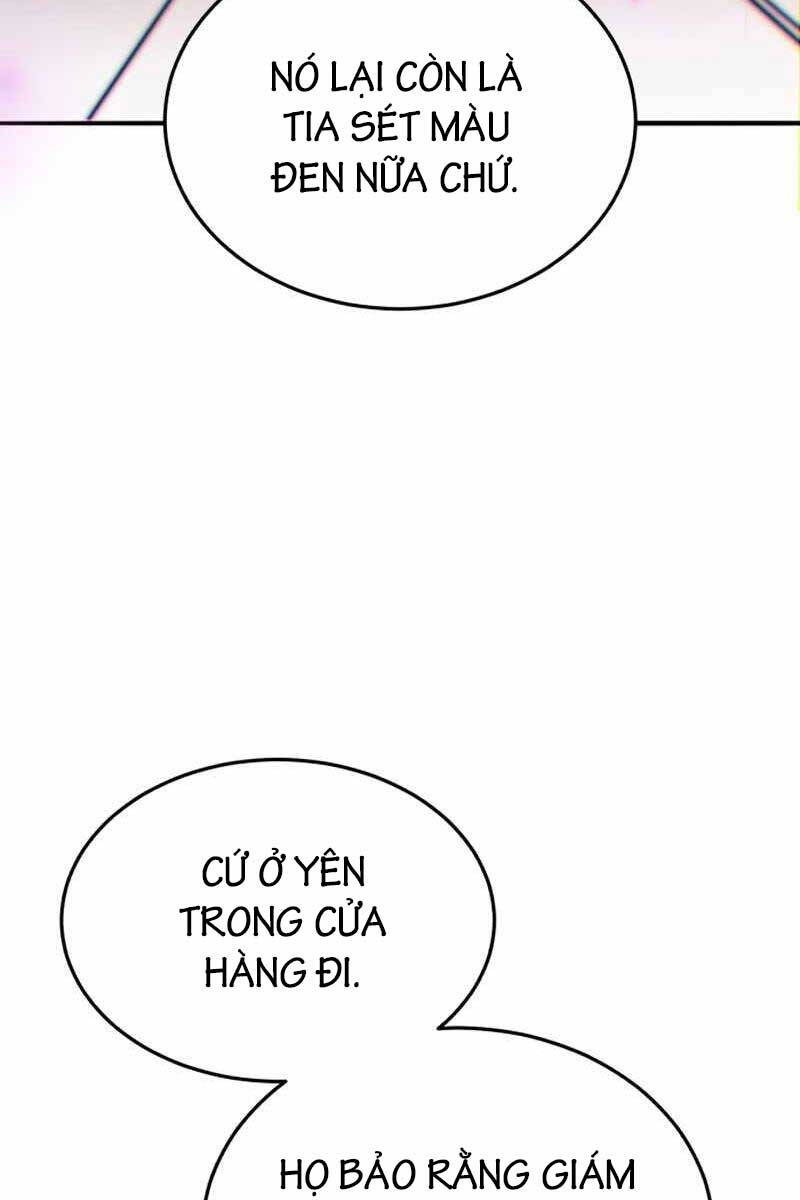 NÓ LẠI CÒN LÀ
TIA SÉT MÀU
ĐEN NỮA CHỨ.
CỨ Ở YÊN
TRONG CỬA
HÀNG ĐI.
HỌ BẢO RẰNG GIÁM